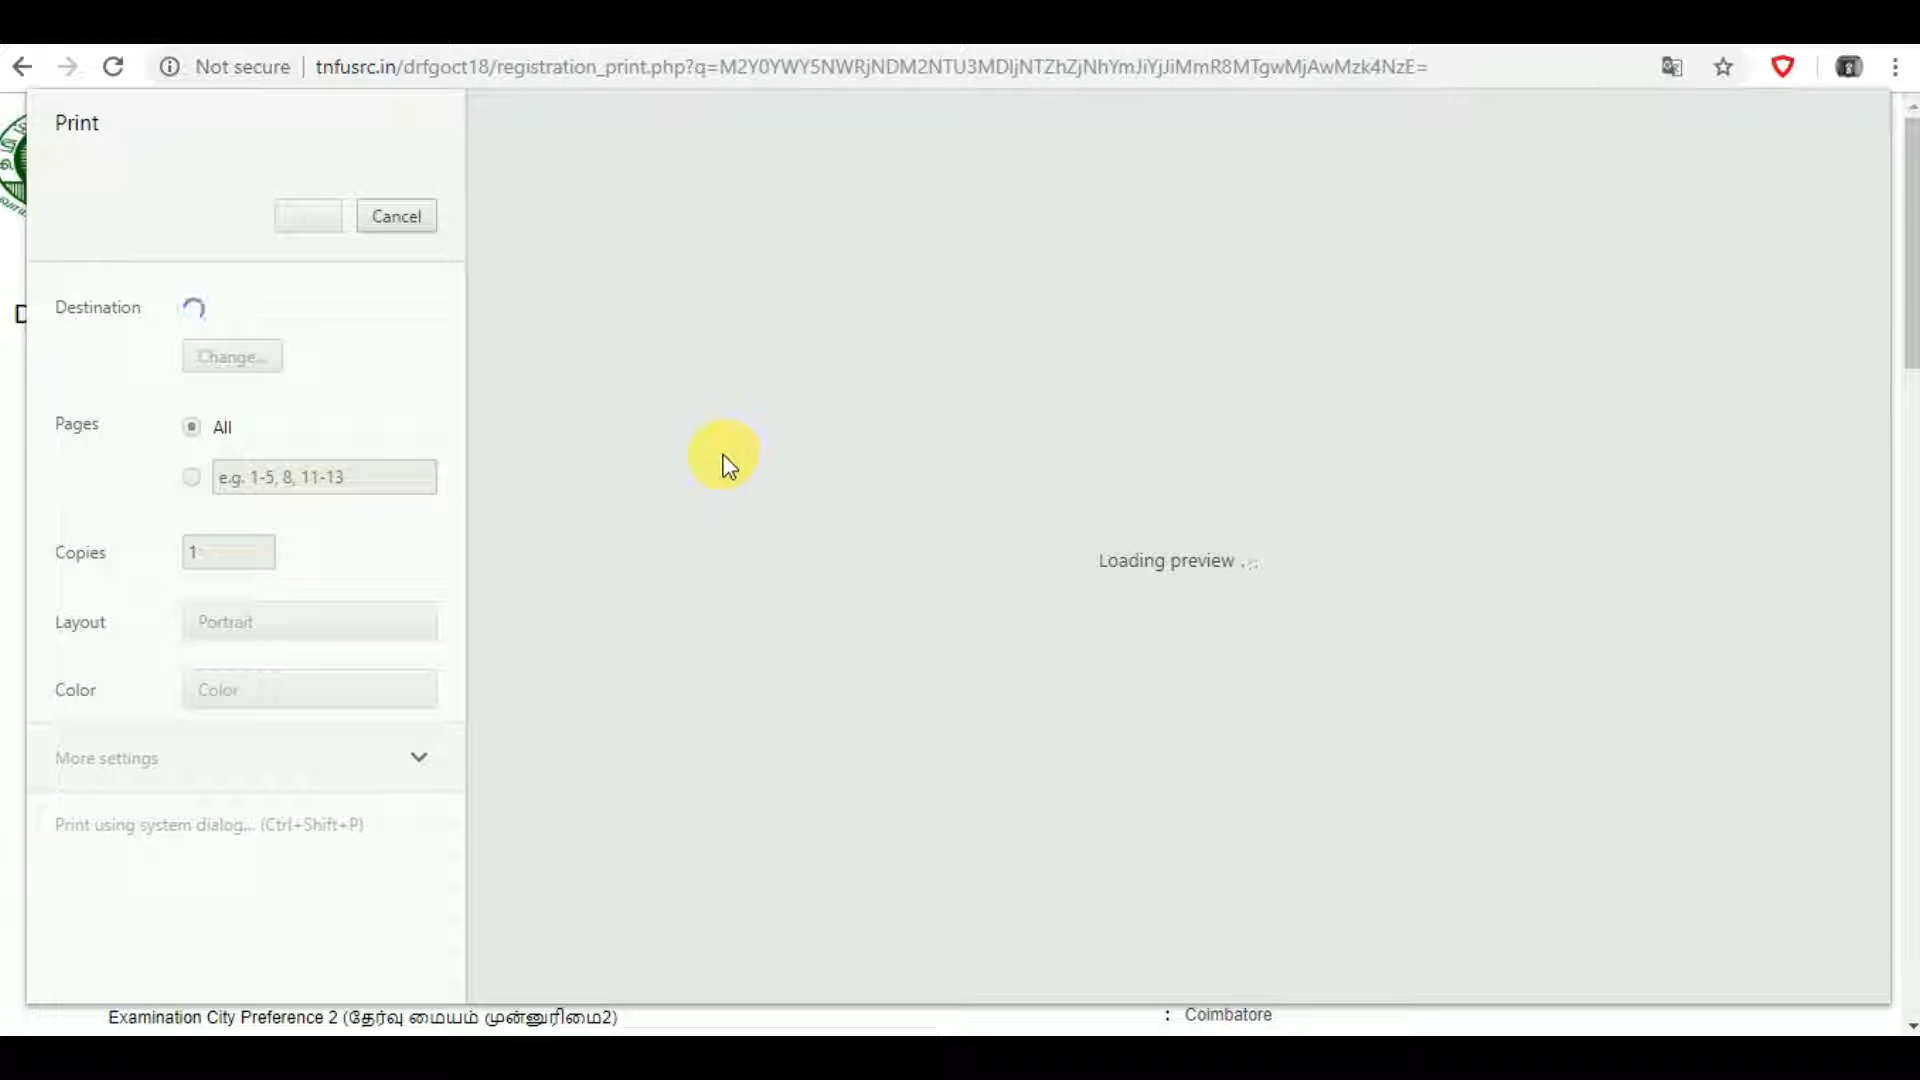 Not secure | tnfusrc.in/drfgoct18/registration_print.php?q=M2Y0YWY5NWRjNDM2NTU3MDljNTZhZjNhYmJiYjJiMmR8MTgwMjAwMzk4NzE=
Print
Cancel
Destination
Change...
Pages
All
e.g. 1-5, 8, 11-13
Copies
1
Layout
Portrait
Color
Color
More settings
Print using system dialog... (Ctrl+Shift+P)
Loading preview ...
Examination City Preference 2 (தேர்வு மையம் முன்னுரிமை2) : Coimbatore